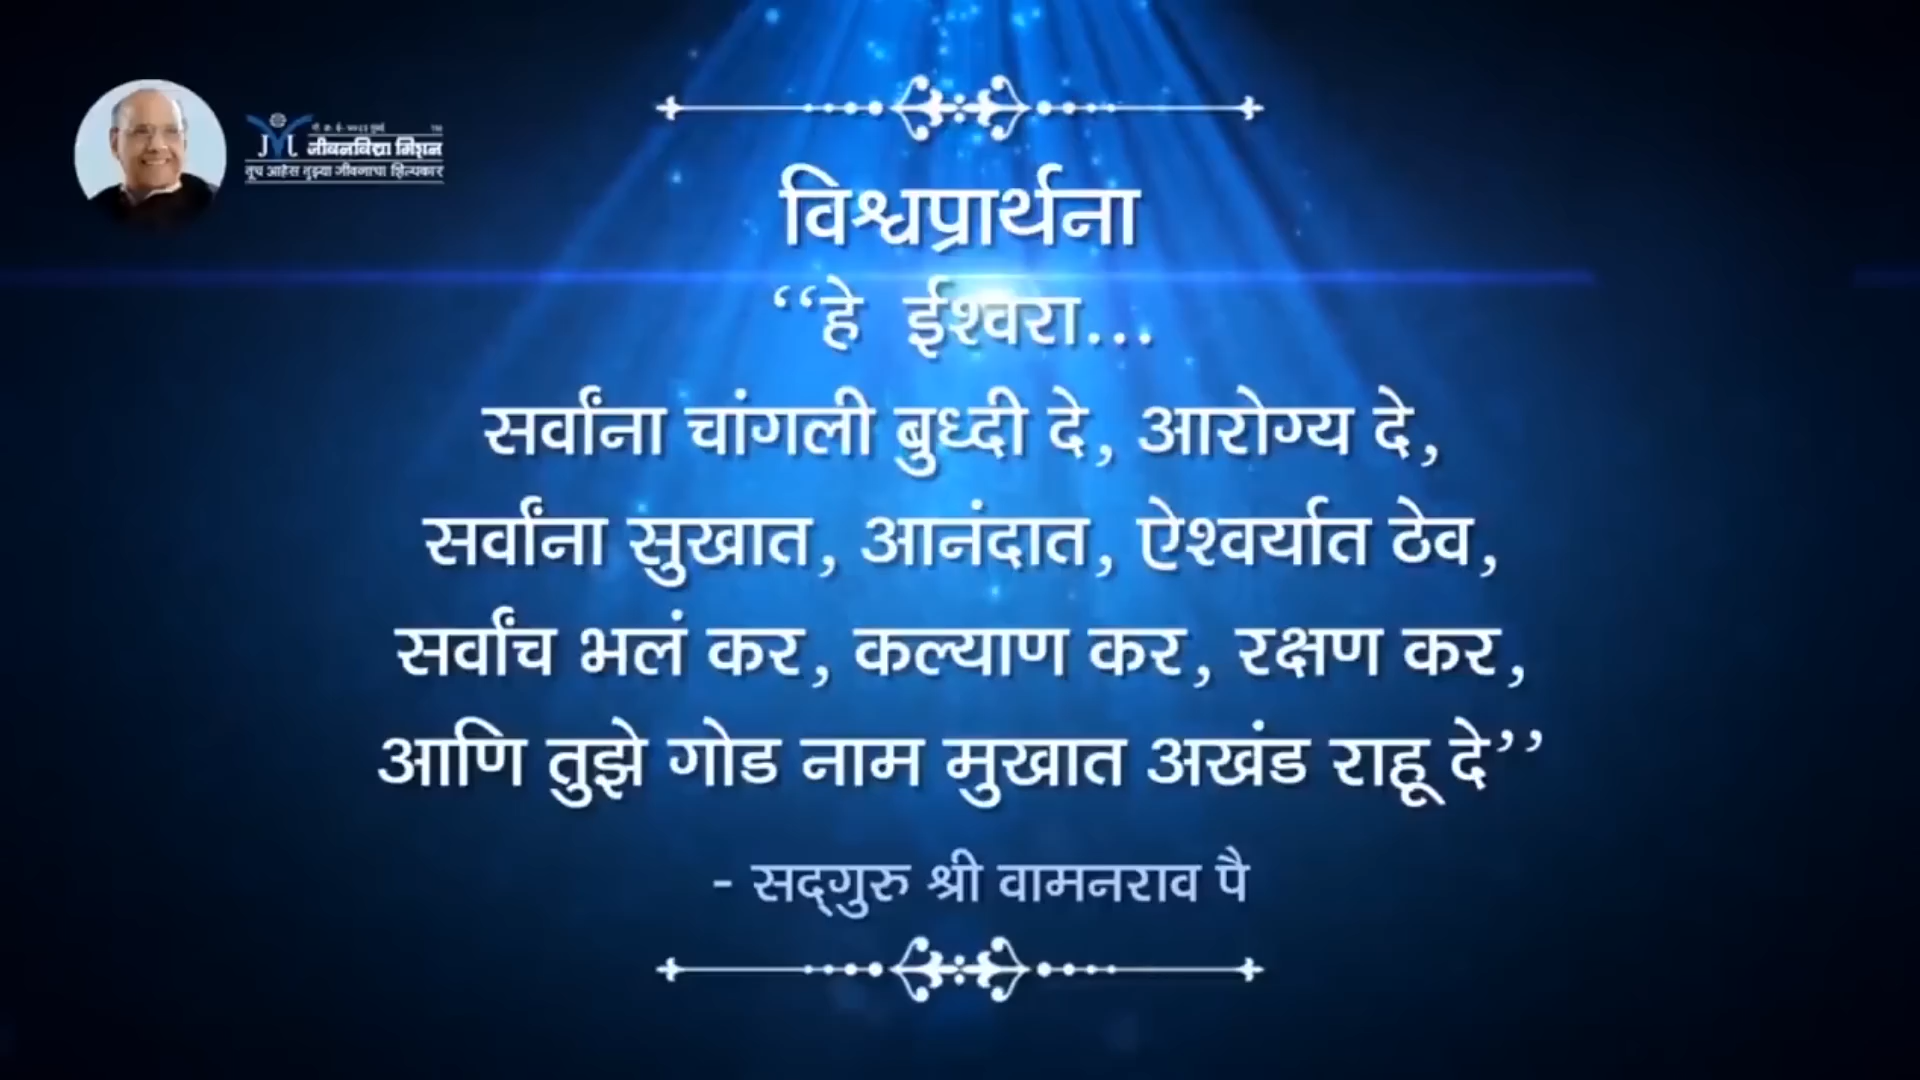 जीवनविद्या मिशन
तूच आहेस तुझ्या जीवनाचा शिल्पकार
विश्वप्रार्थना
‘‘हे ईश्वरा...
सर्वांना चांगली बुध्दी दे, आरोग्य दे,
सर्वांना सुखात, आनंदात, ऐश्वर्यात ठेव,
सर्वांच भलं कर, कल्याण कर, रक्षण कर,
आणि तुझे गोड नाम मुखात अखंड राहू दे’’
- सद्‌गुरु श्री वामनराव पै